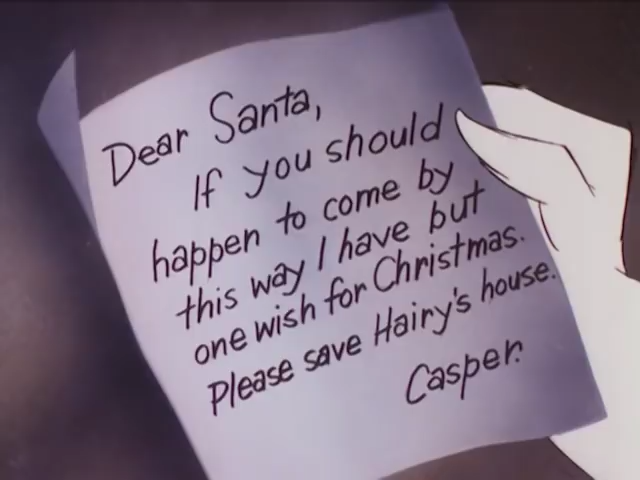 Dear Santa,
If you should
happen to come by
this way I have but
one wish for Christmas.
Please save Hairy's house.
Casper.